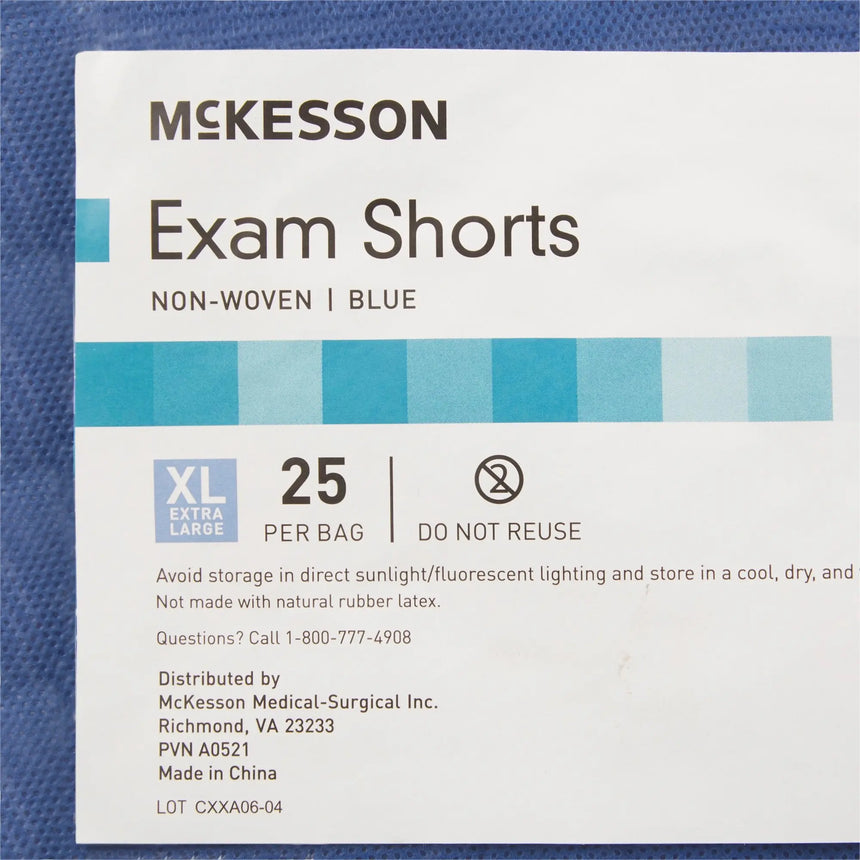 McKESSON
Exam Shorts
NON-WOVEN | BLUE
XL
EXTRA
LARGE
25
PER BAG
2
DO NOT REUSE
Avoid storage in direct sunlight/fluorescent lighting and store in a cool, dry, and
Not made with natural rubber latex.
Questions? Call 1-800-777-4908
Distributed by
McKesson Medical-Surgical Inc.
Richmond, VA 23233
PVN A0521
Made in China
LOT CXXA06-04